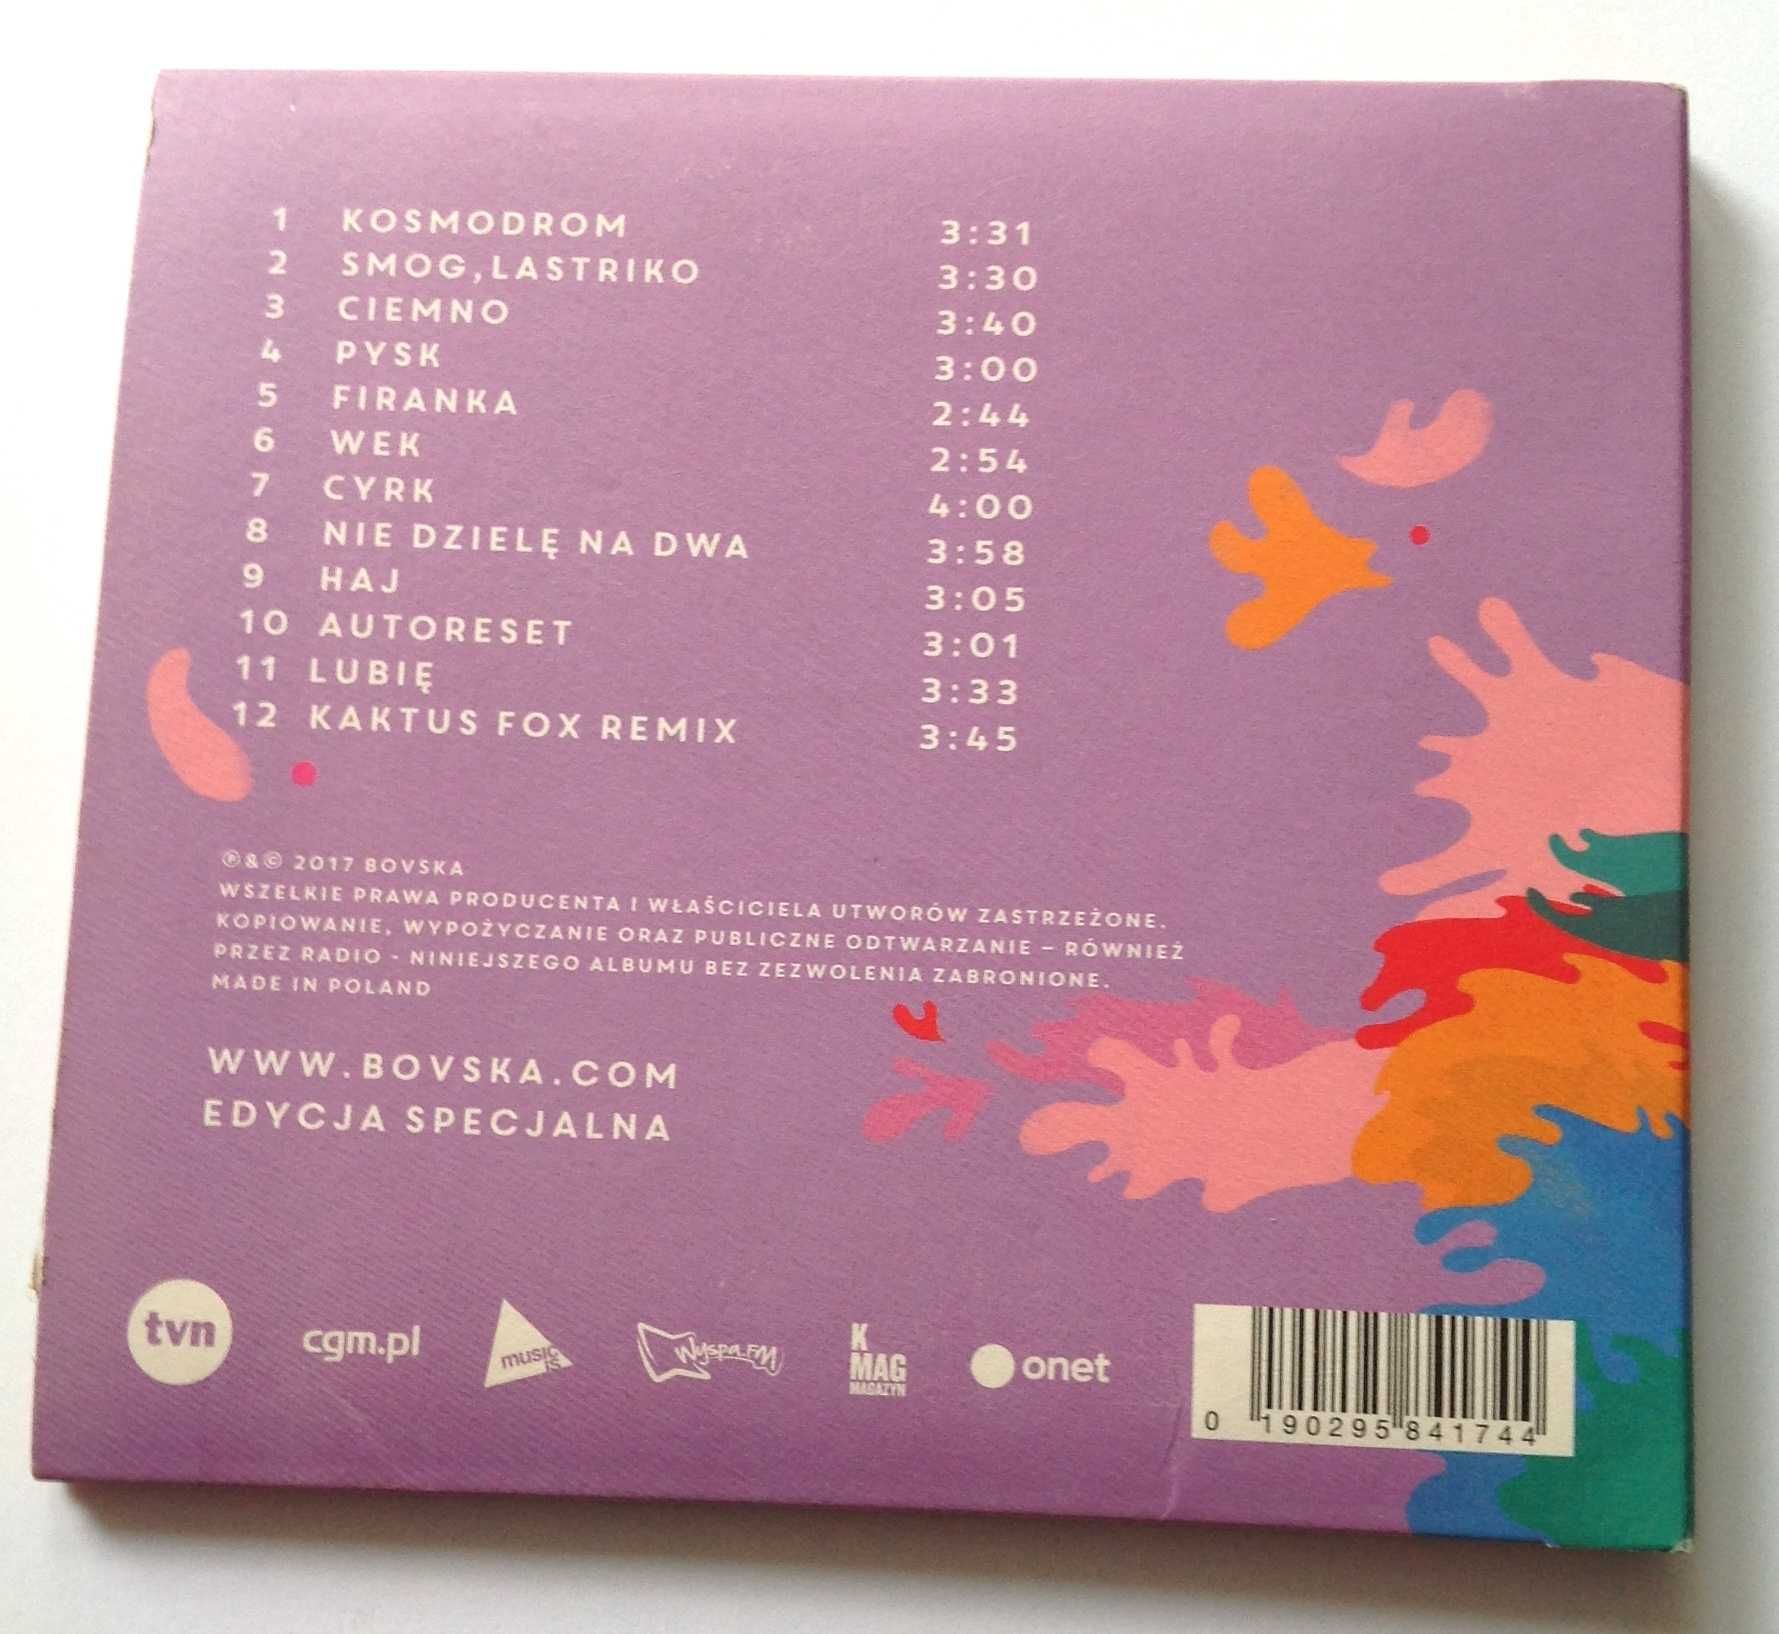 1 KOSMODROM 3:31
2 SMOG,LASTRIKO 3:30
3 CIEMNO 3:40
4 PYSK 3:00
5 FIRANKA 2:44
6 WEK 2:54
7 CYRK 4:00
8 NIE DZIELĘ NA DWA 3:58
9 HAJ 3:05
10 AUTORESET 3:01
11 LUBIĘ 3:33
12 KAKTUS FOX REMIX 3:45
℗&© 2017 BOVSKA
WSZELKIE PRAWA PRODUCENTA I WŁAŚCICIELA UTWORÓW ZASTRZEŻONE.
KOPIOWANIE, WYPOŻYCZANIE ORAZ PUBLICZNE ODTWARZANIE – RÓWNIEŻ
PRZEZ RADIO - NINIEJSZEGO ALBUMU BEZ ZEZWOLENIA ZABRONIONE.
MADE IN POLAND
WWW.BOVSKA.COM
EDYCJA SPECJALNA
tvn
cgm.pl
music
is
Wyspa.FM
K
MAG
MAGAZYN
onet
0 190295 841744